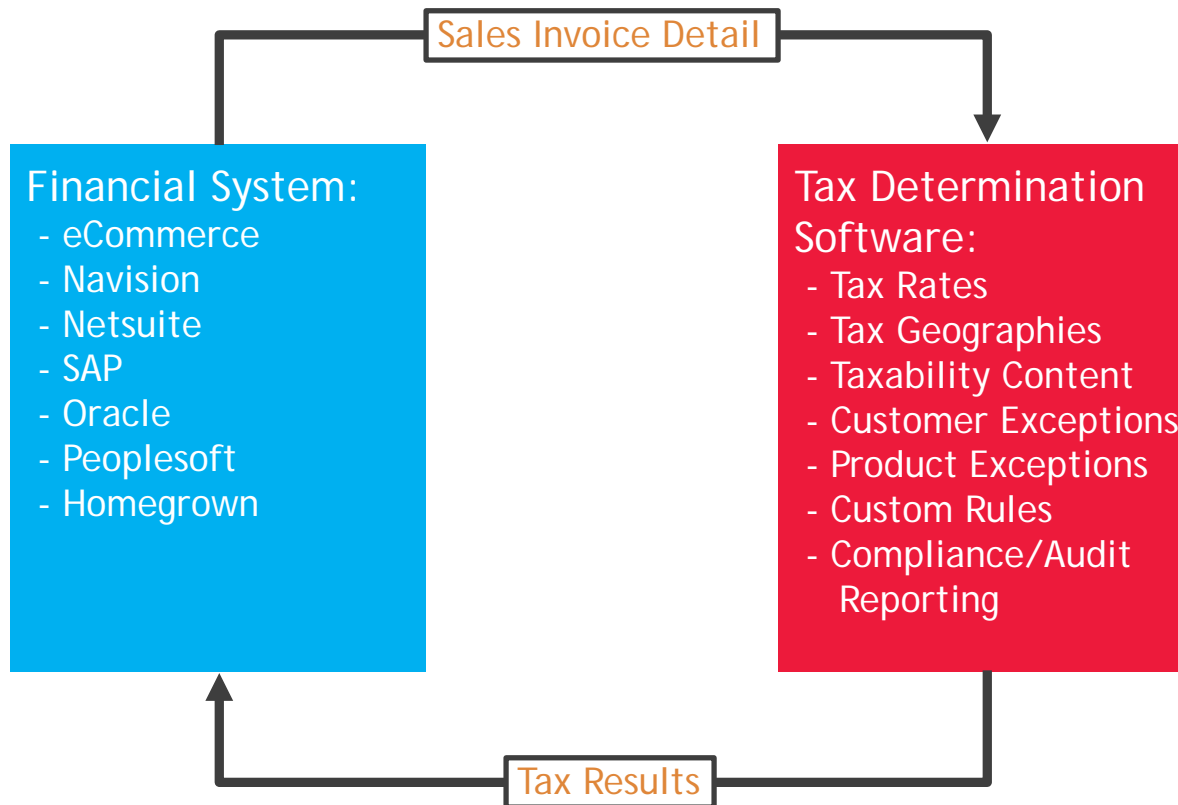 Sales Invoice Detail
Financial System:
- eCommerce
- Navision
- Netsuite
- SAP
- Oracle
- Peoplesoft
- Homegrown
Tax Determination
Software:
- Tax Rates
- Tax Geographies
- Taxability Content
- Customer Exceptions
- Product Exceptions
- Custom Rules
- Compliance/Audit
Reporting
Tax Results